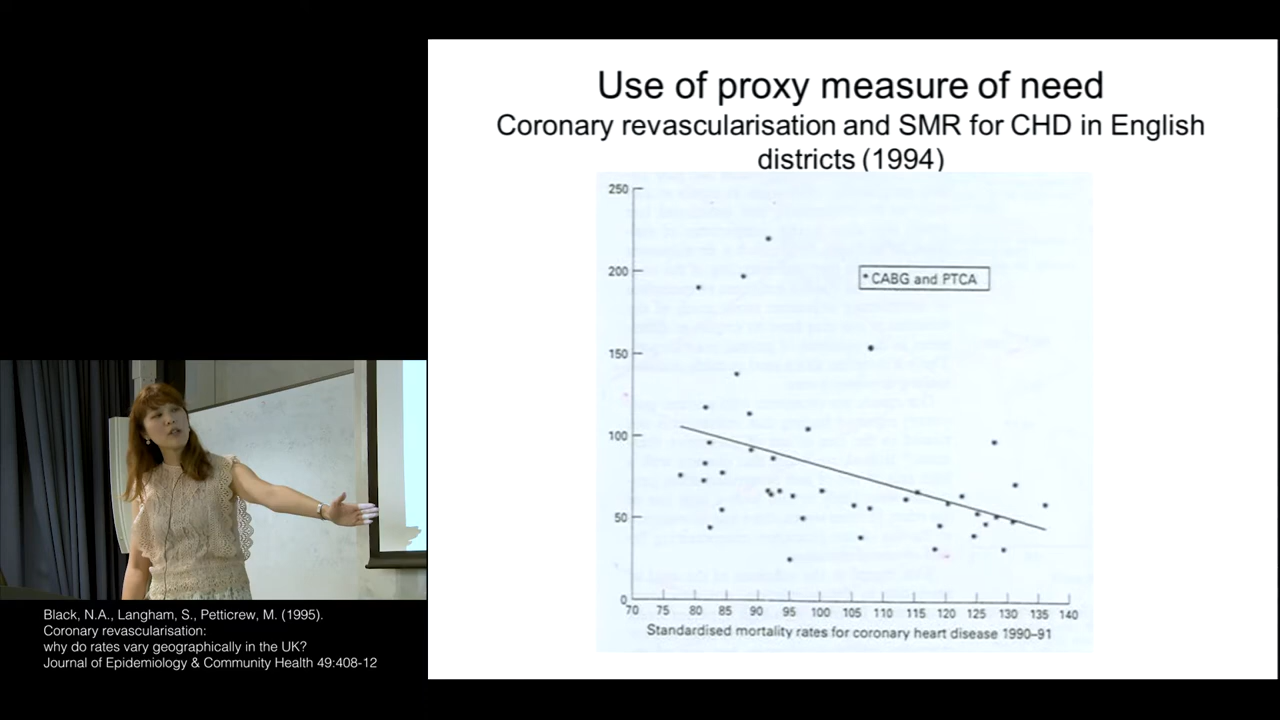 Use of proxy measure of need
Coronary revascularisation and SMR for CHD in English
districts (1994)
250
200
150
100
50
0
* CABG and PTCA
70 75 80 85 90 95 100 105 110 115 120 125 130 135 140
Standardised mortality rates for coronary heart disease 1990–91
Black, N.A., Langham, S., Petticrew, M. (1995).
Coronary revascularisation:
why do rates vary geographically in the UK?
Journal of Epidemiology & Community Health 49:408-12